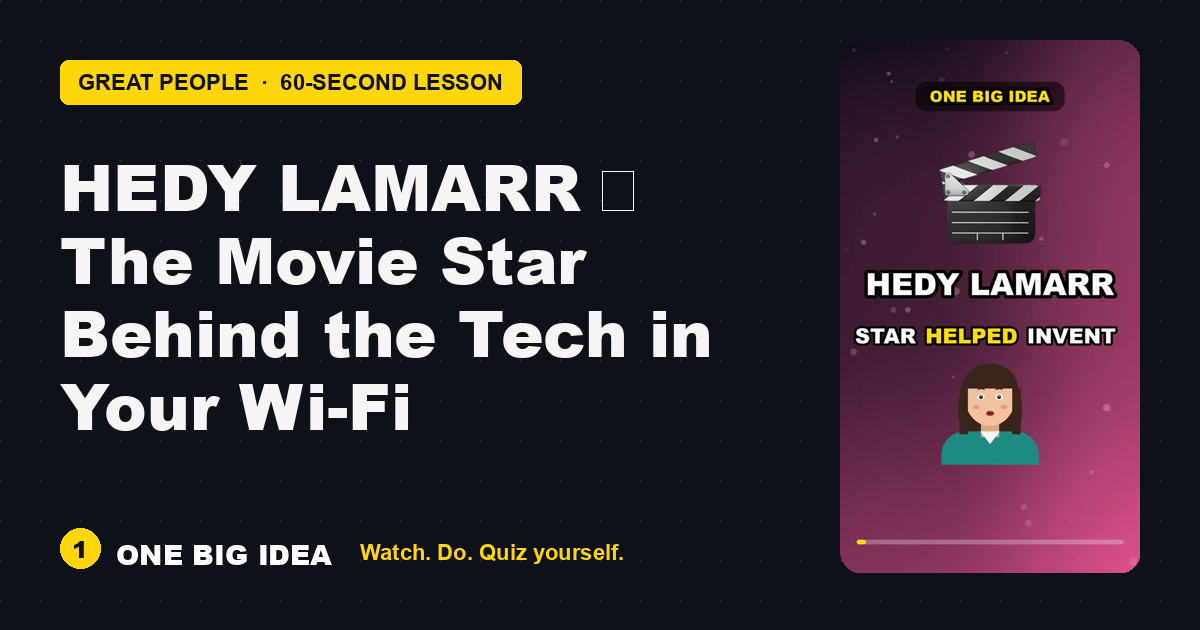 GREAT PEOPLE · 60-SECOND LESSON
HEDY LAMARR □
The Movie Star
Behind the Tech in
Your Wi-Fi
1 ONE BIG IDEA Watch. Do. Quiz yourself.
ONE BIG IDEA
HEDY LAMARR
STAR HELPED INVENT